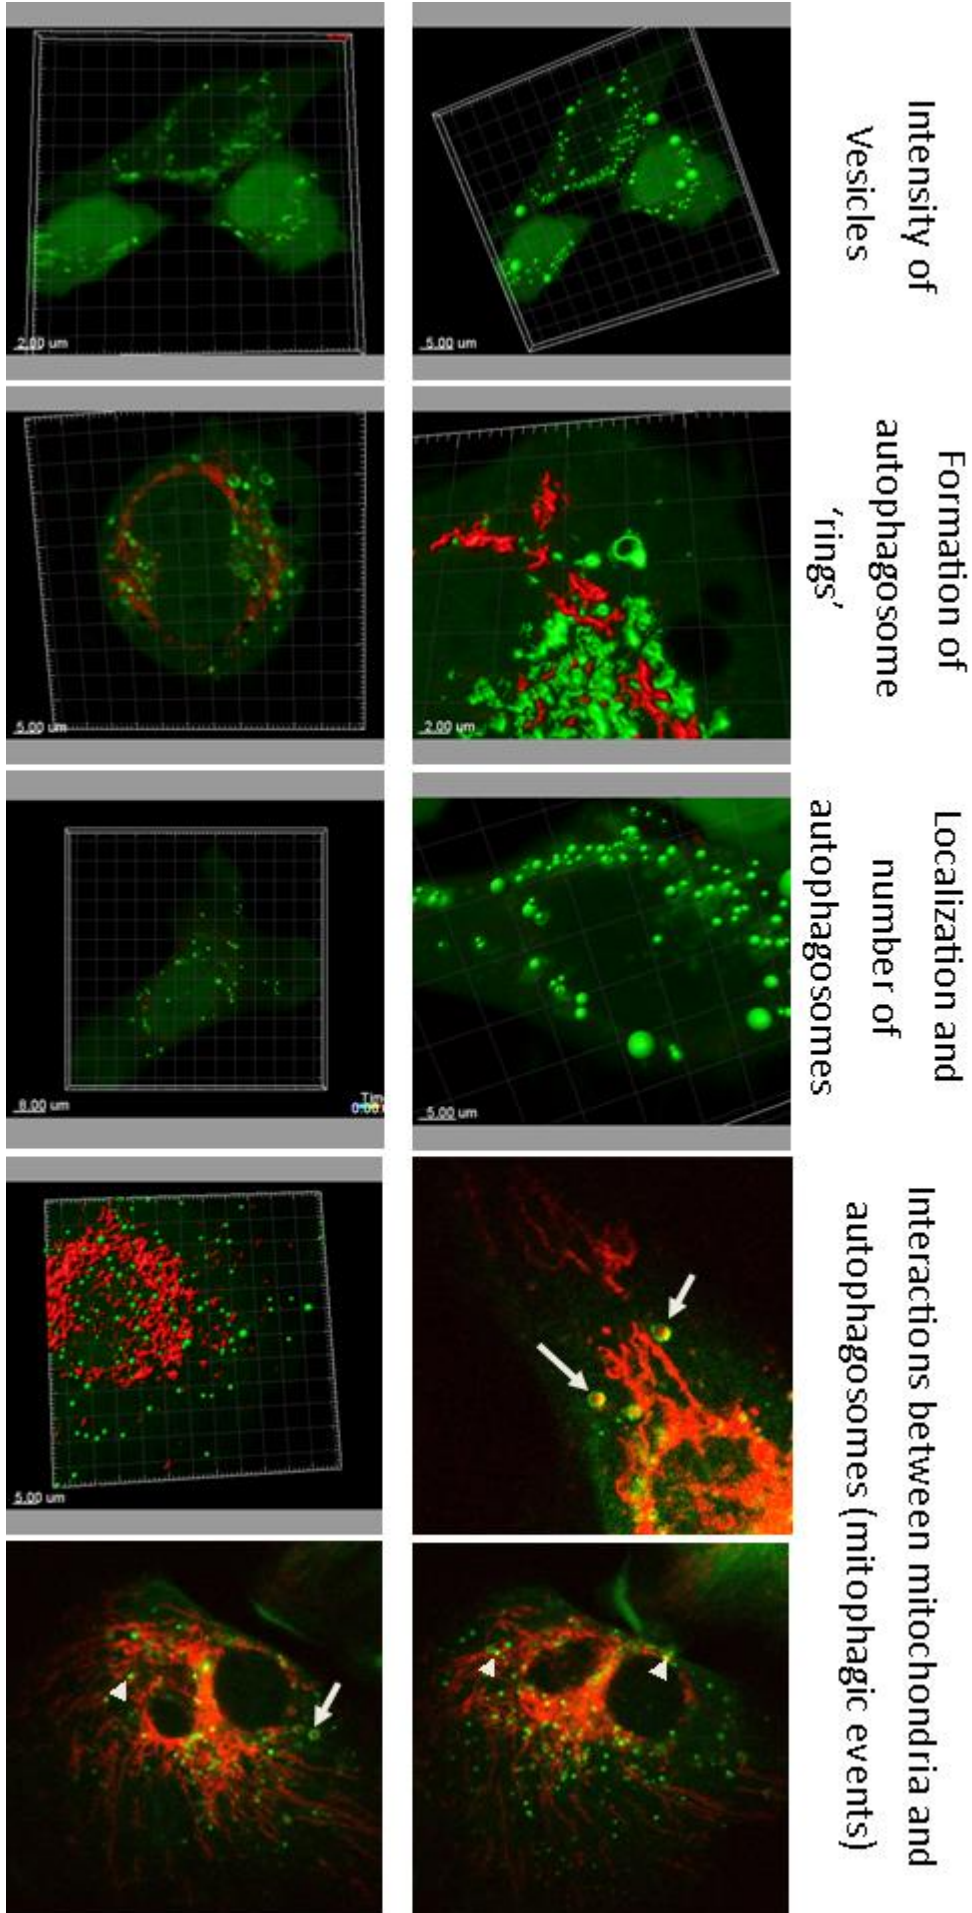 Intensity of
Vesicles
Formation of
autophagosome
‘rings’
Localization and
number of
autophagosomes
Interactions between mitochondria and
autophagosomes (mitophagic events)
5.00 um
2.00 um
5.00 um
2.00 um
5.00 um
8.00 um
5.00 um